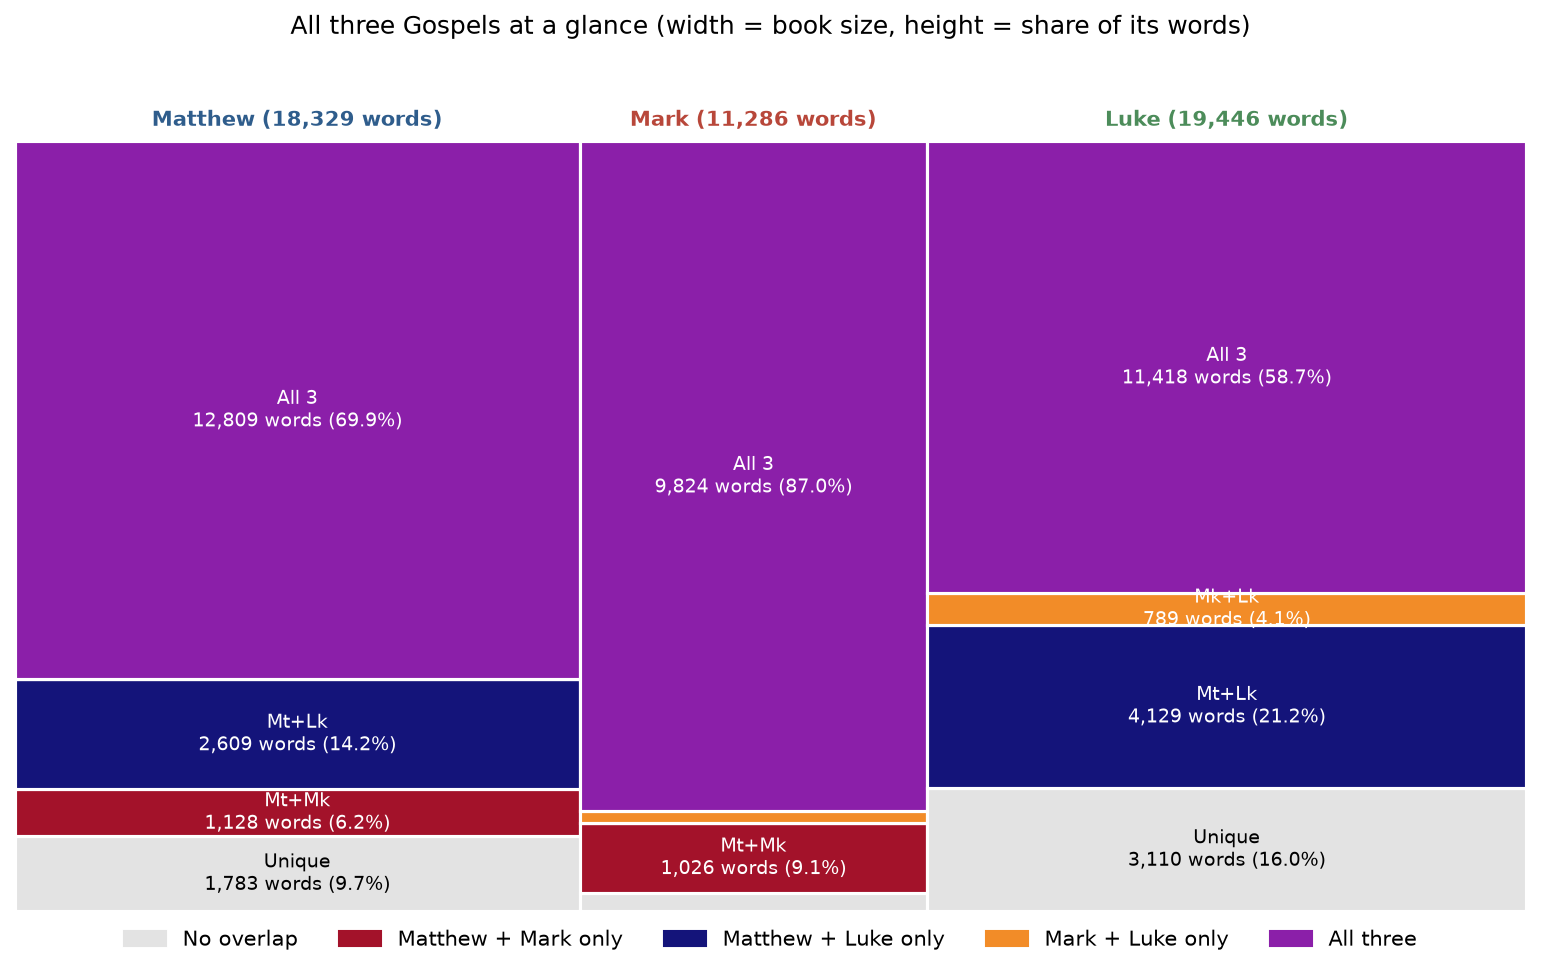 All three Gospels at a glance (width = book size, height = share of its words)
Matthew (18,329 words)
Mark (11,286 words)
Luke (19,446 words)
All 3
12,809 words (69.9%)
Mt+Lk
2,609 words (14.2%)
Mt+Mk
1,128 words (6.2%)
Unique
1,783 words (9.7%)
All 3
9,824 words (87.0%)
Mt+Mk
1,026 words (9.1%)
All 3
11,418 words (58.7%)
Mk+Lk
789 words (4.1%)
Mt+Lk
4,129 words (21.2%)
Unique
3,110 words (16.0%)
No overlap
Matthew + Mark only
Matthew + Luke only
Mark + Luke only
All three